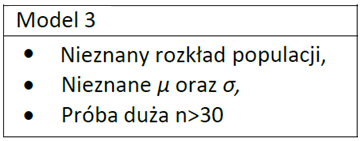 Model 3
• Nieznany rozkład populacji,
• Nieznane μ oraz σ,
• Próba duża n>30